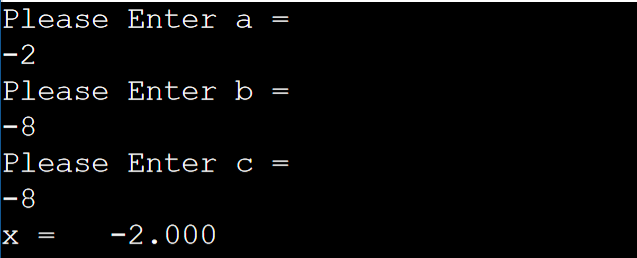 Please Enter a =
-2
Please Enter b =
-8
Please Enter c =
-8
x =   -2.000